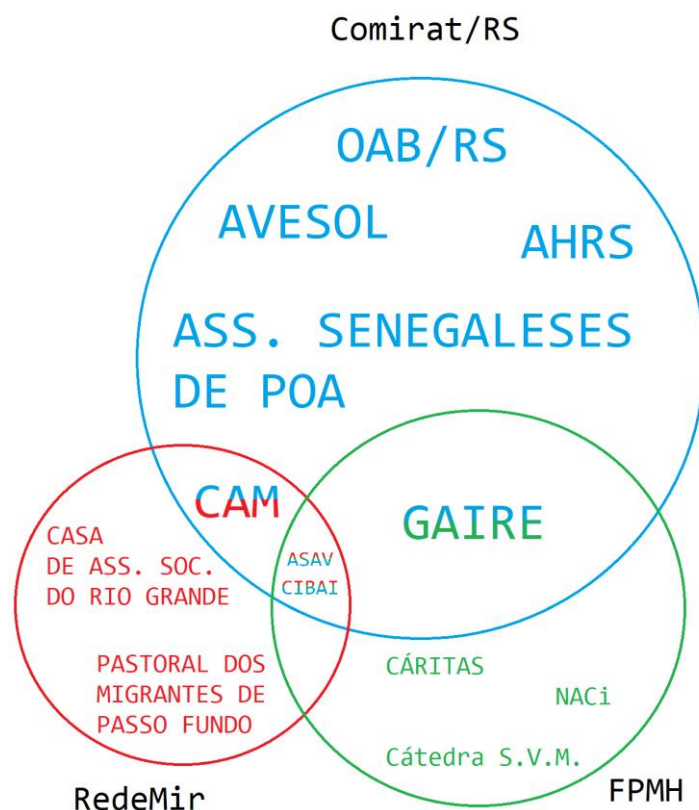 Comirat/RS
OAB/RS
AVESOL
AHRS
ASS. SENEGALESES
DE POA
CAM
GAIRE
CASA
DE ASS. SOC.
DO RIO GRANDE
ASAV
CIBAI
PASTORAL DOS
MIGRANTES DE
PASSO FUNDO
CÁRITAS
NACi
Cátedra S.V.M.
RedeMir
FPMH